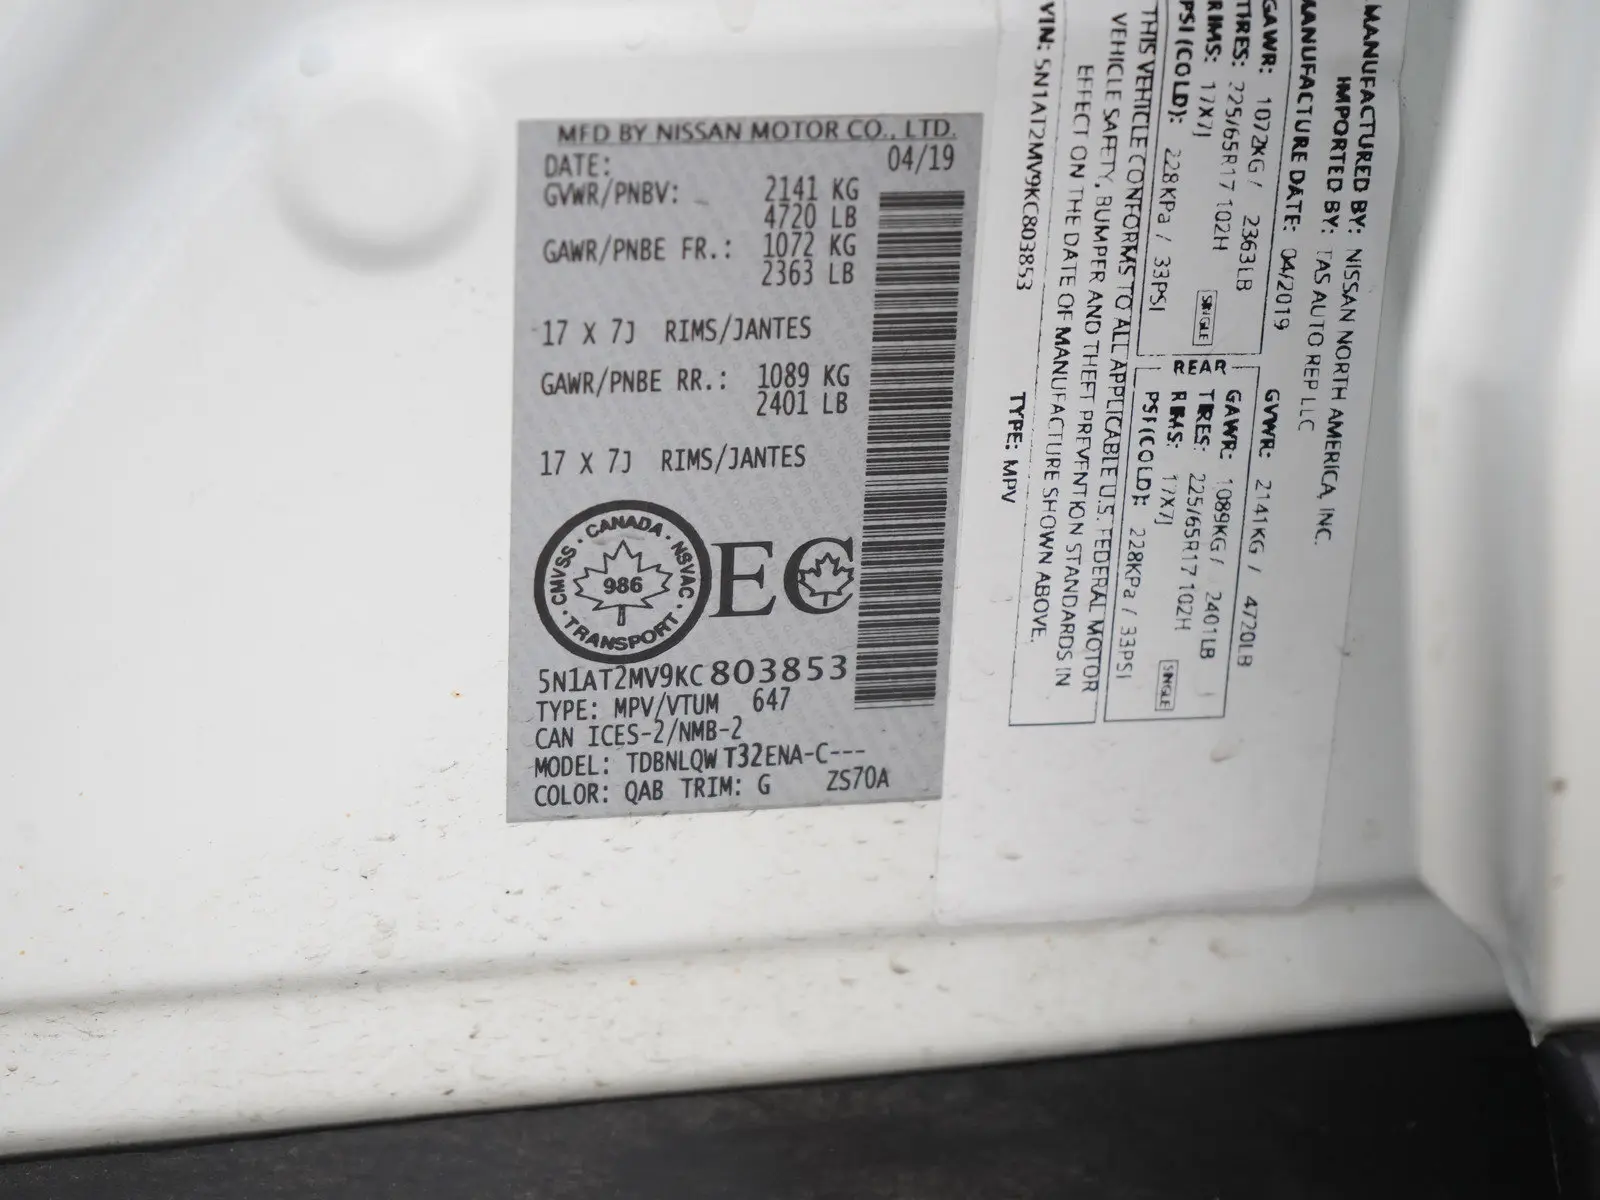 MFD BY NISSAN MOTOR CO., LTD.
DATE: 04/19
GVWR/PNBV: 2141 KG
4720 LB
GAWR/PNBE FR.: 1072 KG
2363 LB
17 X 7J RIMS/JANTES
GAWR/PNBE RR.: 1089 KG
2401 LB
17 X 7J RIMS/JANTES
CANADA · NSVAC · TRANSPORT · CMVSS ·
986
EC
5N1AT2MV9KC803853
TYPE: MPV/VTUM 647
CAN ICES-2/NMB-2
MODEL: TDBNLQW T32ENA-C---
COLOR: QAB TRIM: G ZS70A
MANUFACTURED BY: NISSAN NORTH AMERICA, INC.
IMPORTED BY: TAS AUTO REP LLC
MANUFACTURE DATE: 04/2019
GVWR: 2141KG / 4720LB
GAWR: 1072KG / 2363LB
TIRES: 225/65R17 102H
RIMS: 17X7J SINGLE
PSI (COLD): 228KPa / 33PSI
REAR
GAWR: 1089KG / 2401LB
TIRES: 225/65R17 102H
RIMS: 17X7J SINGLE
PSI (COLD): 228KPa / 33PSI
THIS VEHICLE CONFORMS TO ALL APPLICABLE U.S. FEDERAL MOTOR
VEHICLE SAFETY, BUMPER AND THEFT PREVENTION STANDARDS IN
EFFECT ON THE DATE OF MANUFACTURE SHOWN ABOVE.
VIN: 5N1AT2MV9KC803853 TYPE: MPV